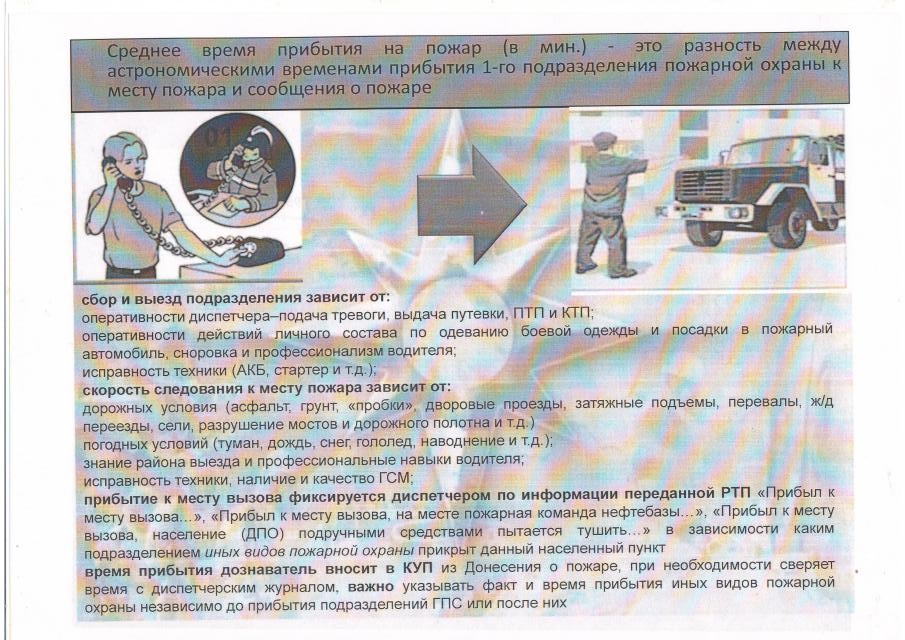 Среднее время прибытия на пожар (в мин.) - это разность между
астрономическими временами прибытия 1-го подразделения пожарной охраны к
месту пожара и сообщения о пожаре
01
сбор и выезд подразделения зависит от:
оперативности диспетчера–подача тревоги, выдача путевки, ПТП и КТП;
оперативности действий личного состава по одеванию боевой одежды и посадки в пожарный
автомобиль, сноровка и профессионализм водителя;
исправность техники (АКБ, стартер и т.д.);
скорость следования к месту пожара зависит от:
дорожных условия (асфальт, грунт, «пробки», дворовые проезды, затяжные подъемы, перевалы, ж/д
переезды, сели, разрушение мостов и дорожного полотна и т.д.)
погодных условий (туман, дождь, снег, гололед, наводнение и т.д.);
знание района выезда и профессиональные навыки водителя;
исправность техники, наличие и качество ГСМ;
прибытие к месту вызова фиксируется диспетчером по информации переданной РТП «Прибыл к
месту вызова…», «Прибыл к месту вызова, на месте пожарная команда нефтебазы…», «Прибыл к месту
вызова, население (ДПО) подручными средствами пытается тушить…» в зависимости каким
подразделением иных видов пожарной охраны прикрыт данный населенный пункт
время прибытия дознаватель вносит в КУП из Донесения о пожаре, при необходимости сверяет
время с диспетчерским журналом, важно указывать факт и время прибытия иных видов пожарной
охраны независимо до прибытия подразделений ГПС или после них